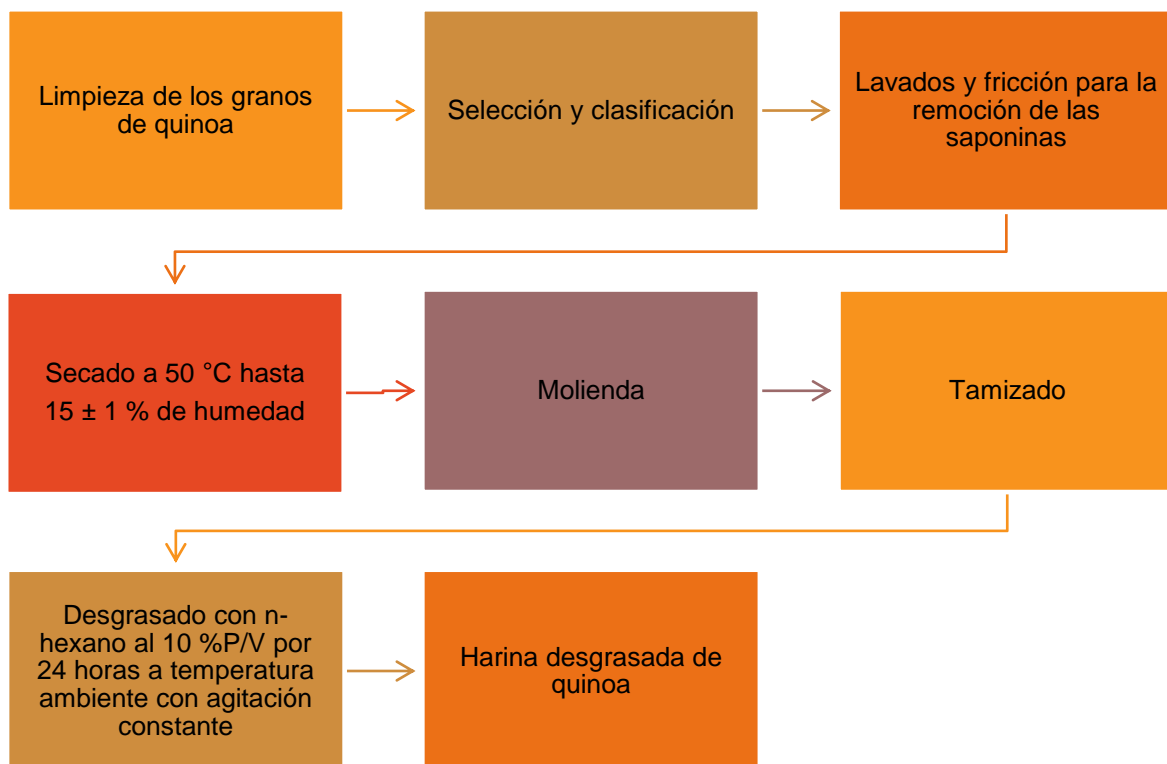 Limpieza de los granos
de quinoa
Selección y clasificación
Lavados y fricción para la
remoción de las
saponinas
Secado a 50 °C hasta
15 ± 1 % de humedad
Molienda
Tamizado
Desgrasado con n-
hexano al 10 %P/V por
24 horas a temperatura
ambiente con agitación
constante
Harina desgrasada de
quinoa